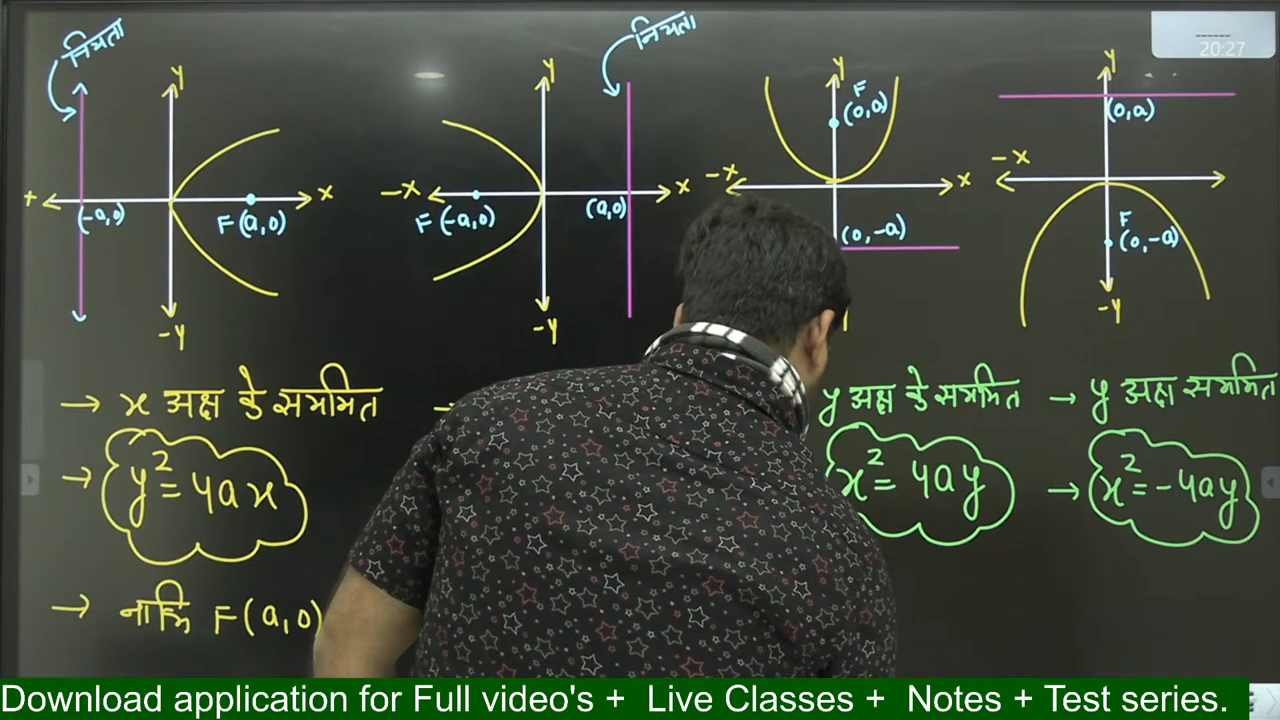 20:27
नियता
नियता
y
y
y
y
F
(0,a)
(0,a)
-x
-x
+
x
-x
x
x
(-a,0)
F(a,0)
F(-a,0)
(a,0)
(0,-a)
F
(0,-a)
-y
-y
-y
→ x अक्ष के सममित
y अक्ष के सममित
→ y अक्ष सममित
→ y² = 4ax
x² = 4ay
→ x² = -4ay
→ नाभि F(a,0)
Download application for Full video's + Live Classes + Notes + Test series.